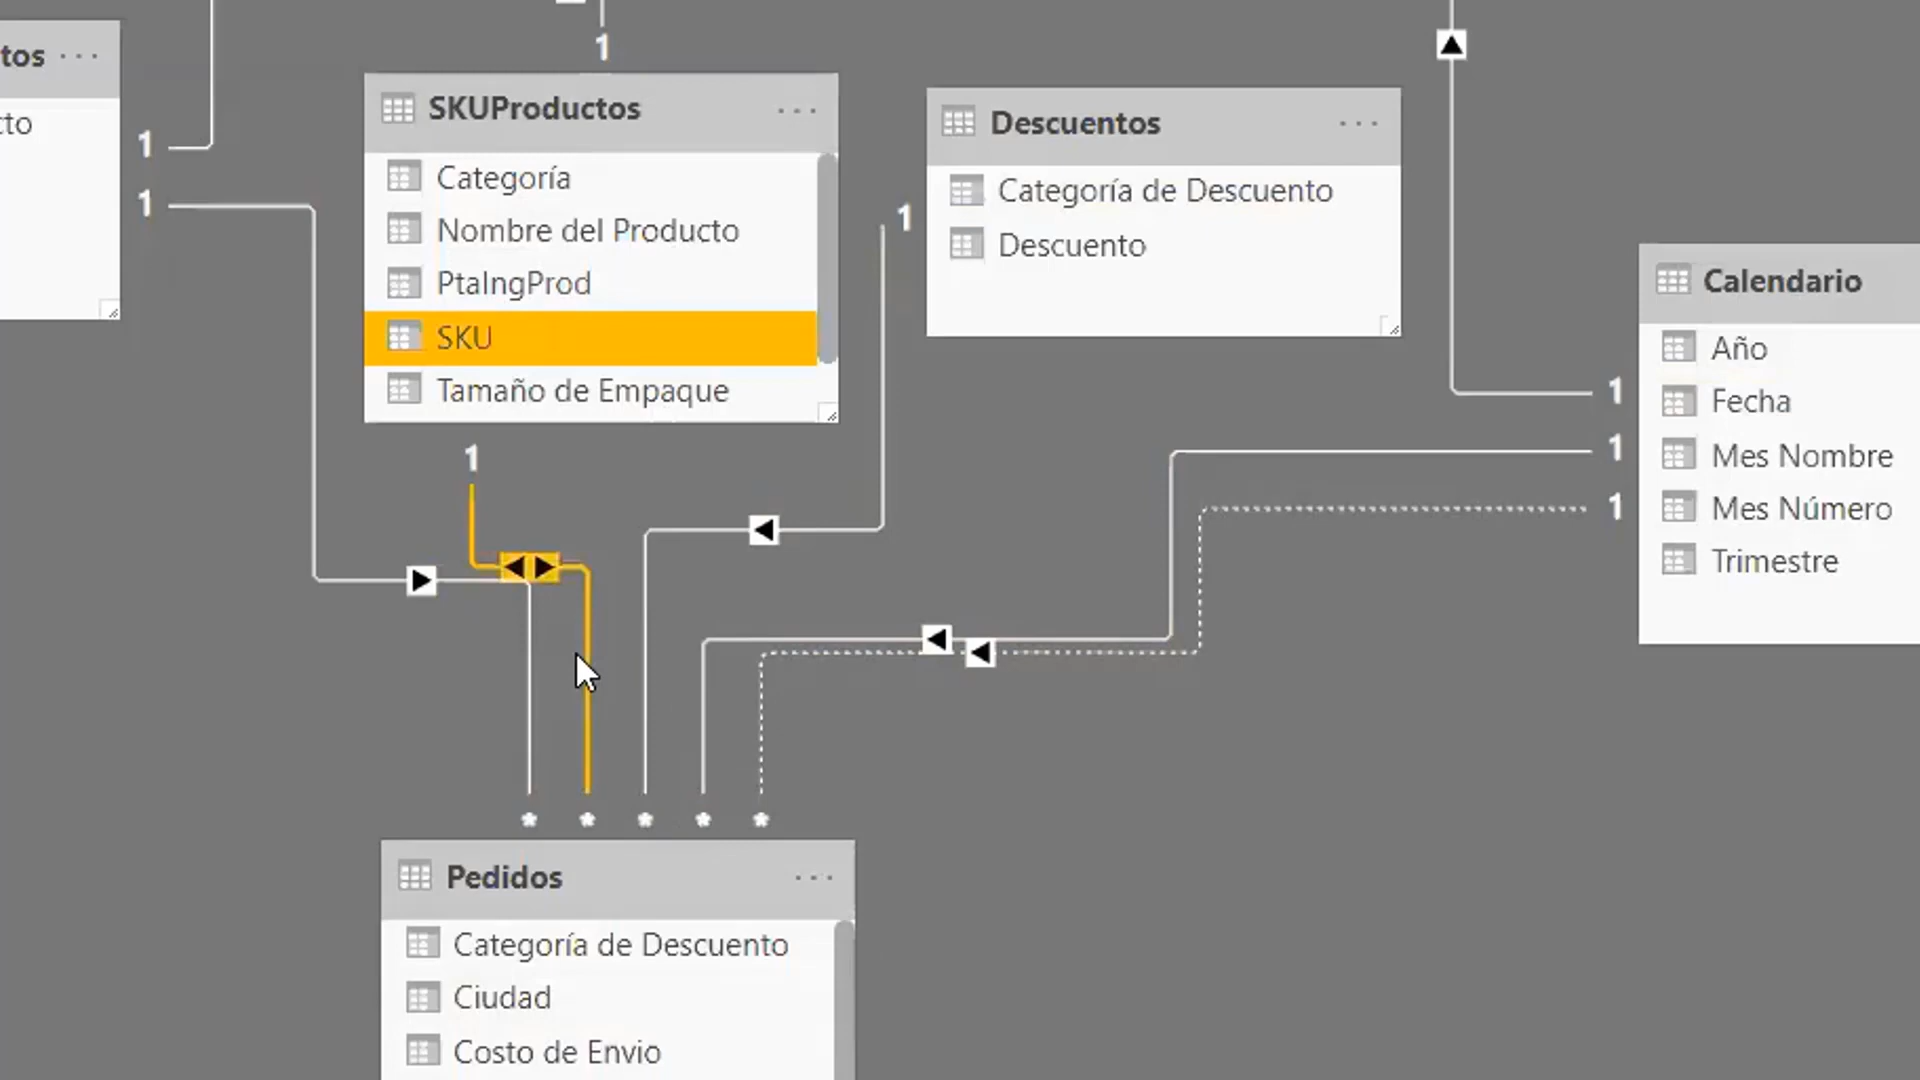 tos
cto
1
1
1
SKUProductos
Categoría
Nombre del Producto
PtaIngProd
SKU
Tamaño de Empaque
1
1
Descuentos
Categoría de Descuento
Descuento
1
1
1
Calendario
Año
Fecha
Mes Nombre
Mes Número
Trimestre
* * * * *
Pedidos
Categoría de Descuento
Ciudad
Costo de Envio